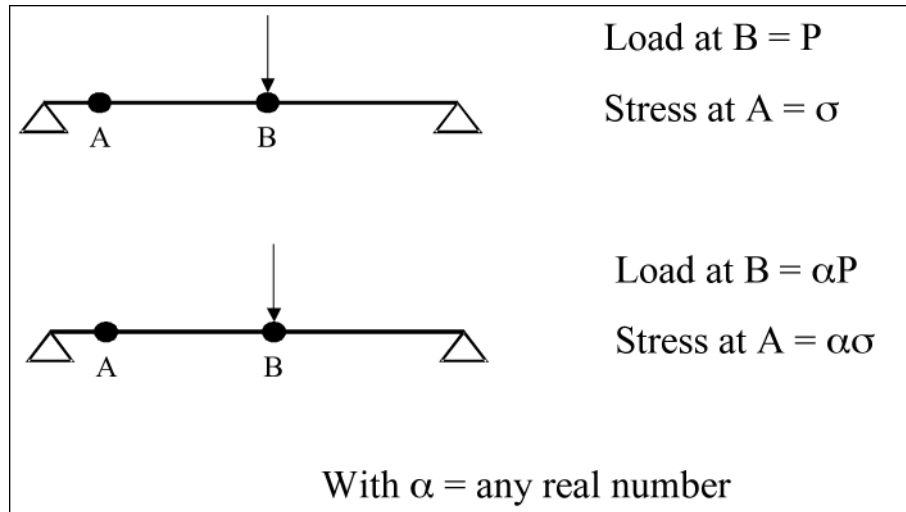 Load at B = P
Stress at A = σ
A
B
Load at B = αP
Stress at A = ασ
A
B
With α = any real number